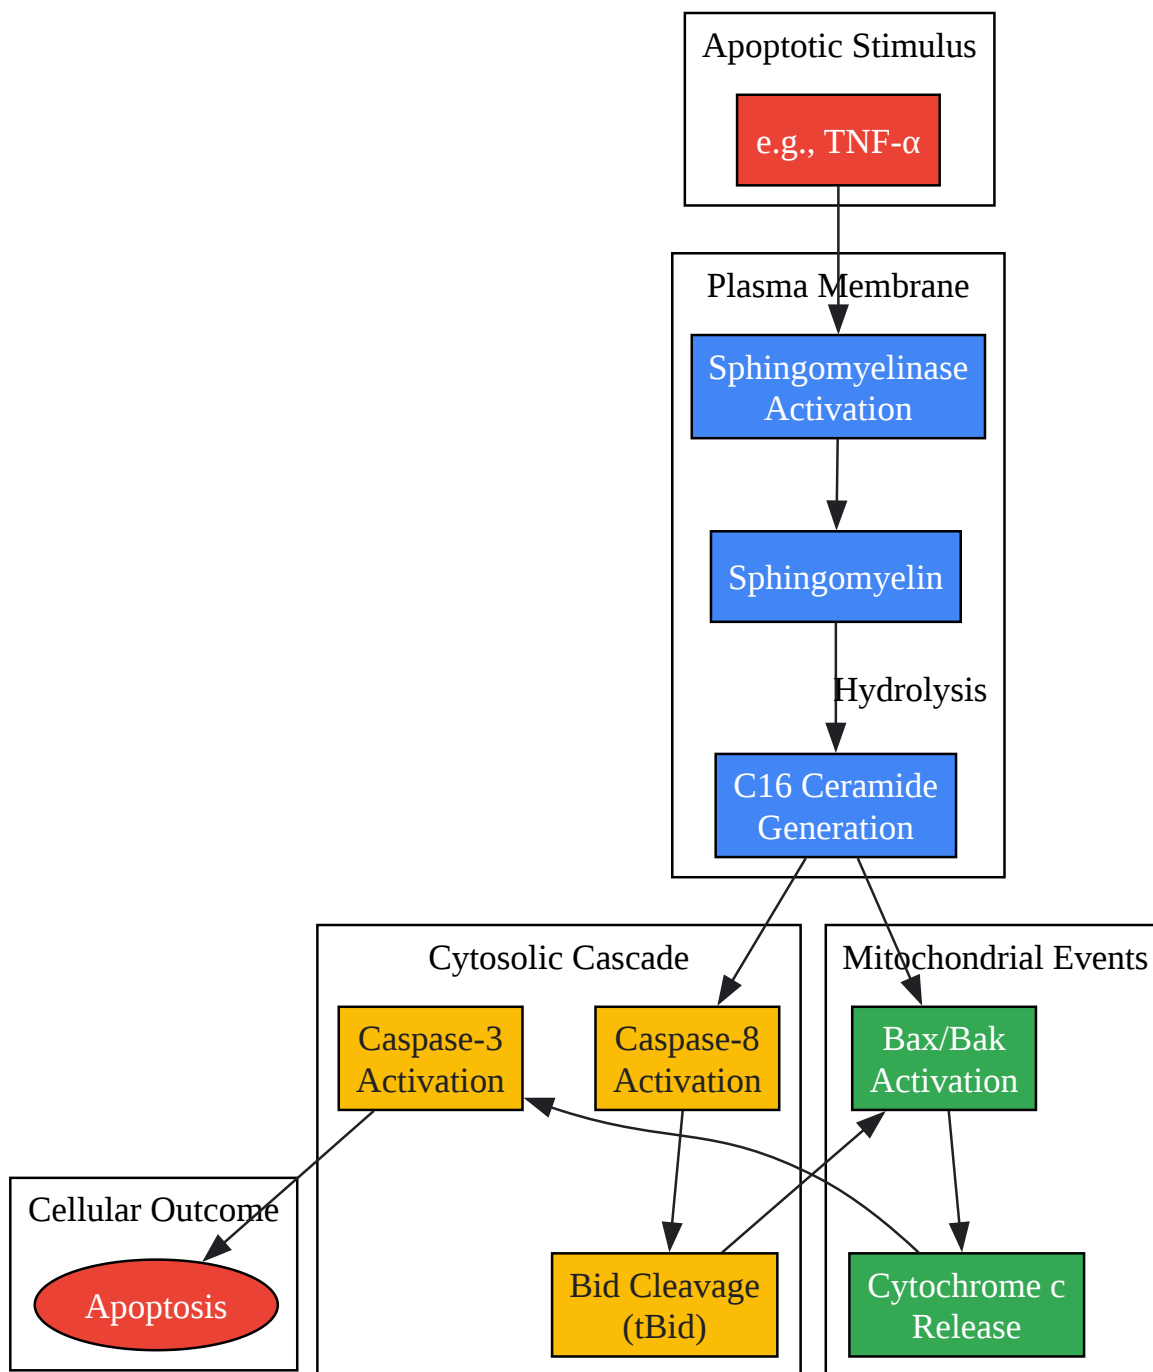 Apoptotic Stimulus
e.g., TNF-α
Plasma Membrane
Sphingomyelinase
Activation
Sphingomyelin
Hydrolysis
C16 Ceramide
Generation
Cytosolic Cascade
Mitochondrial Events
Caspase-3
Activation
Caspase-8
Activation
Bax/Bak
Activation
Cellular Outcome
Apoptosis
Bid Cleavage
(tBid)
Cytochrome c
Release